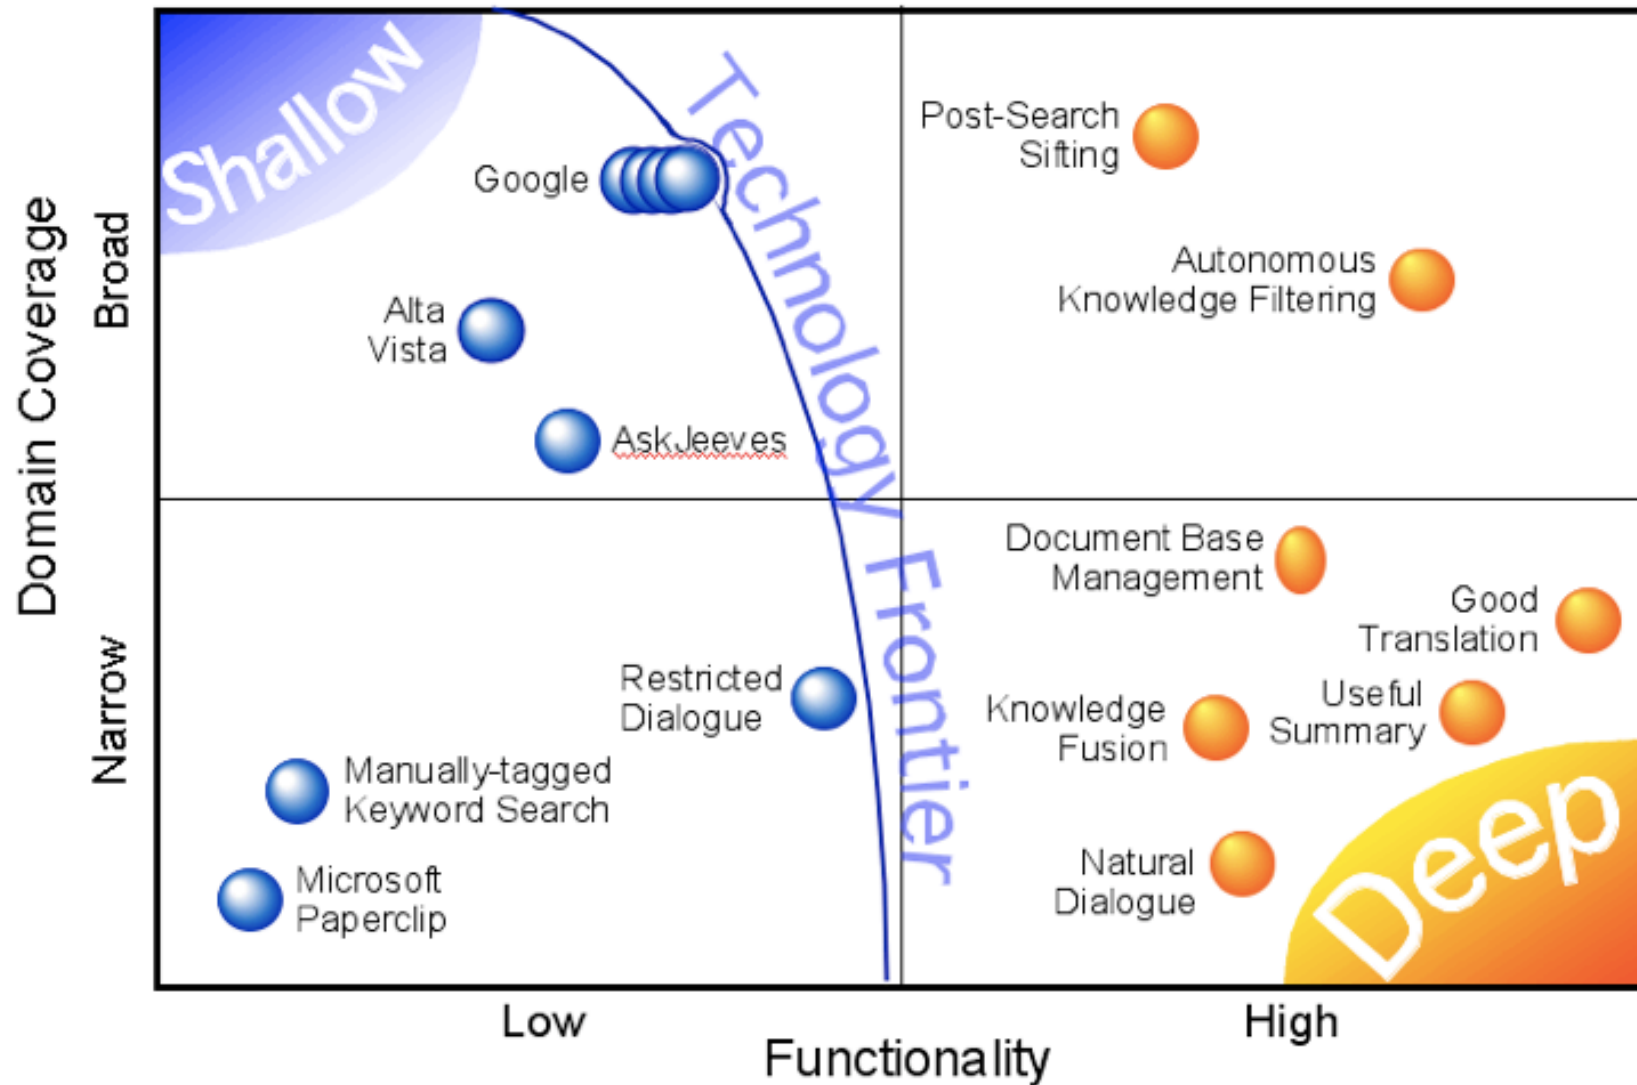 Shallow
Technology Frontier
Post-Search
Sifting
Google
Autonomous
Knowledge Filtering
Alta
Vista
AskJeeves
Document Base
Management
Good
Translation
Restricted
Dialogue
Knowledge
Fusion
Useful
Summary
Manually-tagged
Keyword Search
Microsoft
Paperclip
Natural
Dialogue
Deep
Domain Coverage
Broad
Narrow
Low
High
Functionality